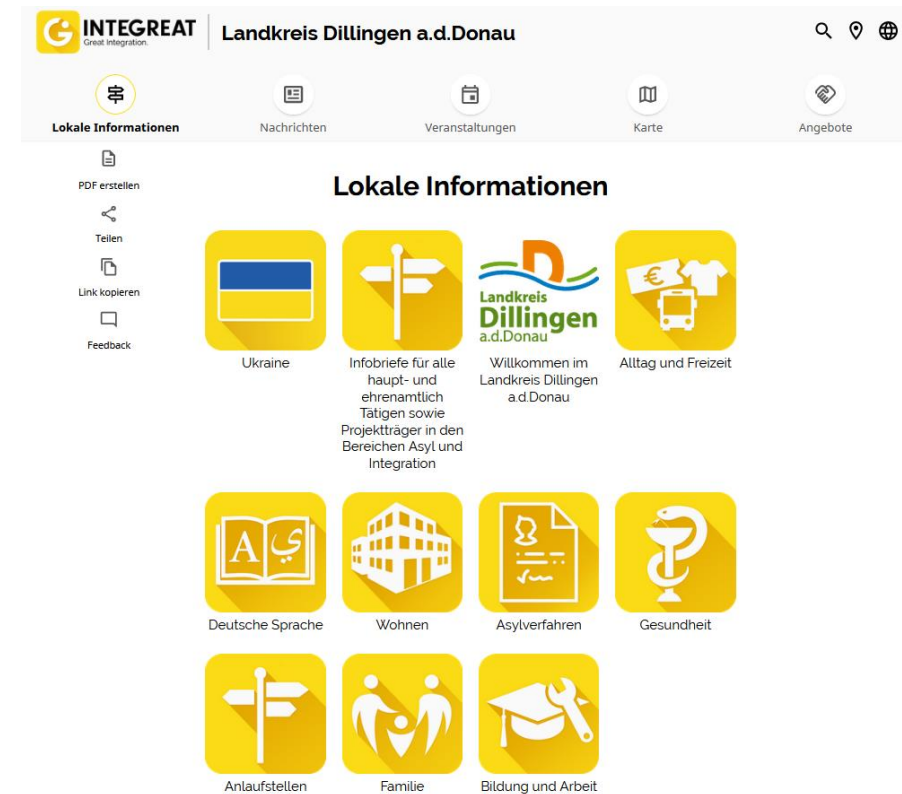 INTEGREAT
Great Integration.
Landkreis Dillingen a.d.Donau
Lokale Informationen
Nachrichten
Veranstaltungen
Karte
Angebote
PDF erstellen
Teilen
Link kopieren
Feedback
Lokale Informationen
Landkreis
Dillingen
a.d.Donau
Ukraine
Infobriefe für alle
haupt- und
ehrenamtlich
Tätigen sowie
Projektträger in den
Bereichen Asyl und
Integration
Willkommen im
Landkreis Dillingen
a.d.Donau
Alltag und Freizeit
A ي
Deutsche Sprache
Wohnen
Asylverfahren
Gesundheit
Anlaufstellen
Familie
Bildung und Arbeit